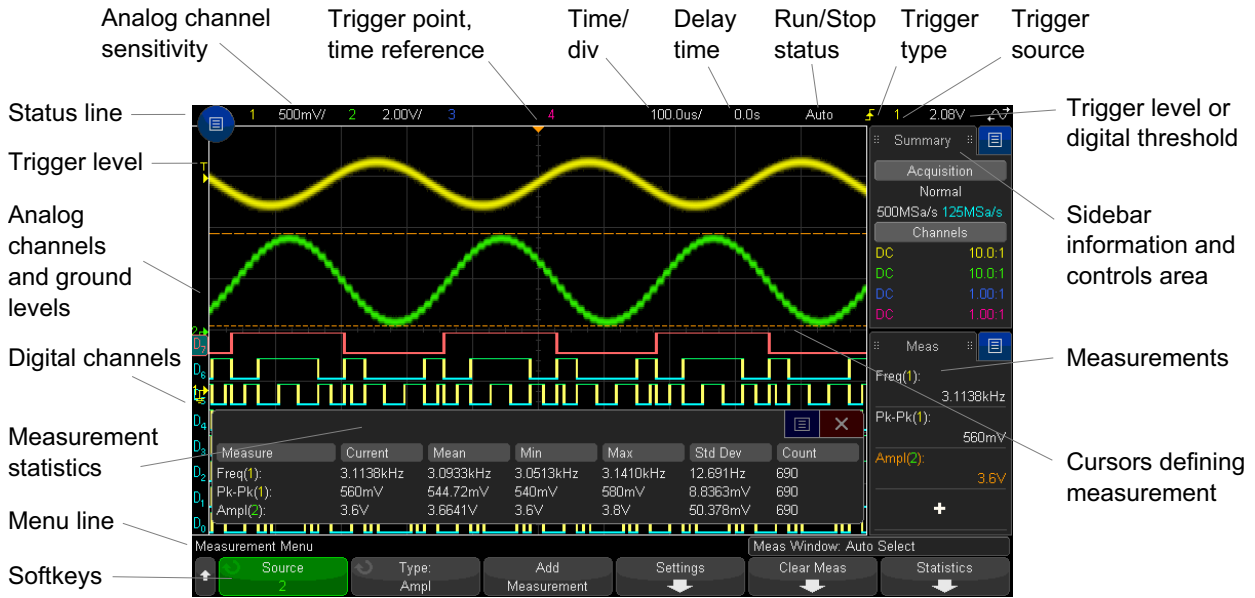 Analog channel
sensitivity
Trigger point,
time reference
Time/
div
Delay
time
Run/Stop
status
Trigger
type
Trigger
source
Status line
Trigger level
Analog
channels
and ground
levels
Digital channels
Measurement
statistics
Menu line
Softkeys
1 500mV/ 2 2.00V/ 3 4 100.0us/ 0.0s Auto 1 2.08V
T
2
D7
D6
D4
D3
D2
D1
D0
Summary
Acquisition
Normal
500MSa/s 125MSa/s
Channels
DC 10.0:1
DC 10.0:1
DC 1.00:1
DC 1.00:1
Meas
Freq(1):
3.1138kHz
Pk-Pk(1):
560mV
Ampl(2):
3.6V
Measure Current Mean Min Max Std Dev Count
Freq(1): 3.1138kHz 3.0933kHz 3.0513kHz 3.1410kHz 12.691Hz 690
Pk-Pk(1): 560mV 544.72mV 540mV 580mV 8.8363mV 690
Ampl(2): 3.6V 3.6641V 3.6V 3.8V 50.378mV 690
Measurement Menu
Meas Window: Auto Select
Source
2
Type:
Ampl
Add
Measurement
Settings
Clear Meas
Statistics
Trigger level or
digital threshold
Sidebar
information and
controls area
Measurements
Cursors defining
measurement